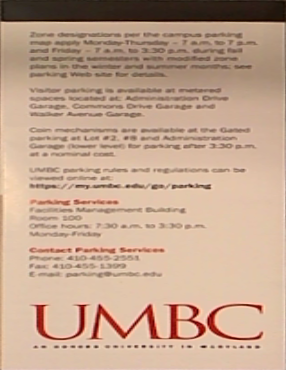 Zone designations per the campus parking
map apply Monday-Thursday – 7 a.m. to 7 p.m.
and Friday – 7 a.m. to 3:30 p.m. during fall
and spring semesters with modified zone
plans in the winter and summer months; see
parking Web site for details.
Visitor parking is available at metered
spaces located at: Administration Drive
Garage, Commons Drive Garage and
Walker Avenue Garage.
Coin mechanisms are available at the Gated
parking at Lot #2, #8 and Administration
Garage (lower level) for parking after 3:30 p.m.
at a nominal cost.
UMBC parking rules and regulations can be
viewed online at:
https://my.umbc.edu/go/parking
Parking Services
Facilities Management Building
Room 100
Office hours: 7:30 a.m. to 3:30 p.m.
Monday-Friday
Contact Parking Services
Phone: 410-455-2551
Fax: 410-455-1399
E-mail: parking@umbc.edu
UMBC
AN HONORS UNIVERSITY IN MARYLAND